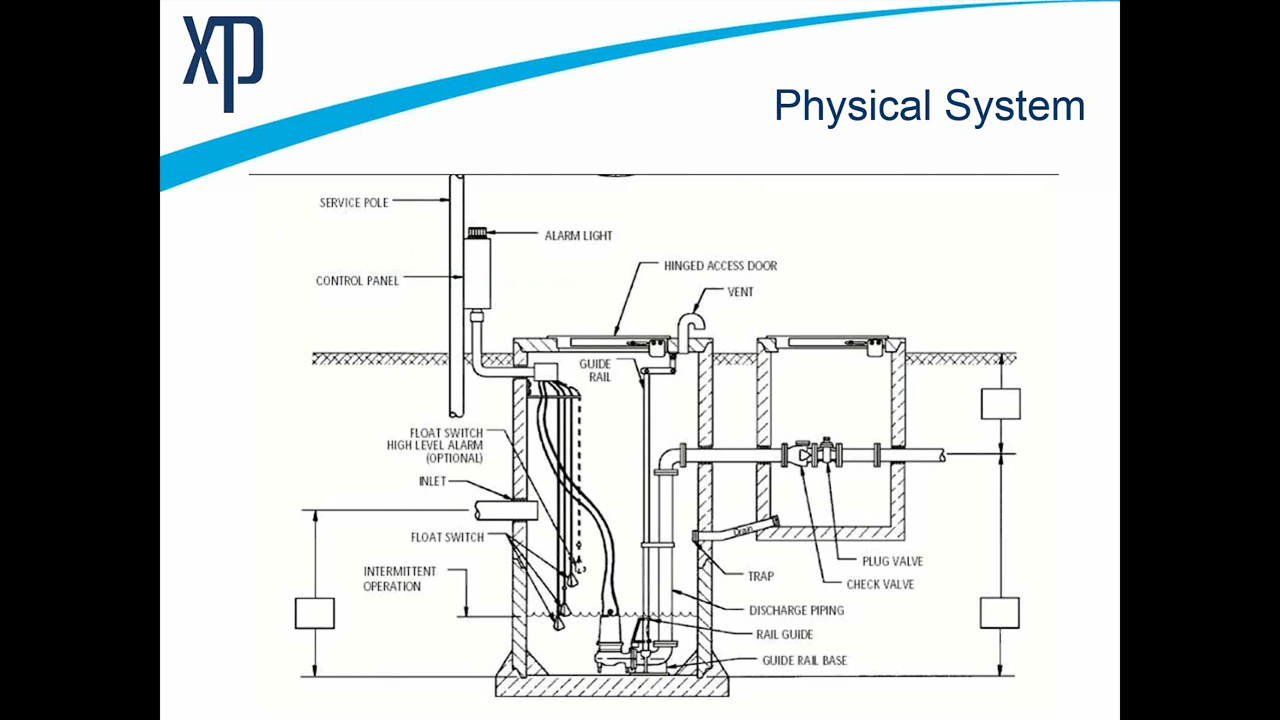 xp
Physical System
SERVICE POLE
ALARM LIGHT
HINGED ACCESS DOOR
CONTROL PANEL
VENT
GUIDE
RAIL
FLOAT SWITCH
HIGH LEVEL ALARM
(OPTIONAL)
INLET
FLOAT SWITCH
Drain
INTERMITTENT
OPERATION
PLUG VALVE
TRAP
CHECK VALVE
DISCHARGE PIPING
RAIL GUIDE
GUIDE RAIL BASE